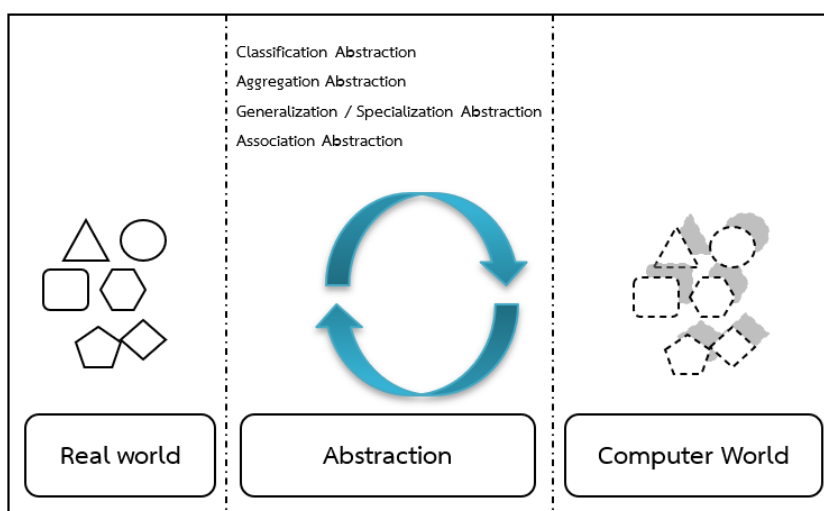 Classification Abstraction
Aggregation Abstraction
Generalization / Specialization Abstraction
Association Abstraction
Real world
Abstraction
Computer World